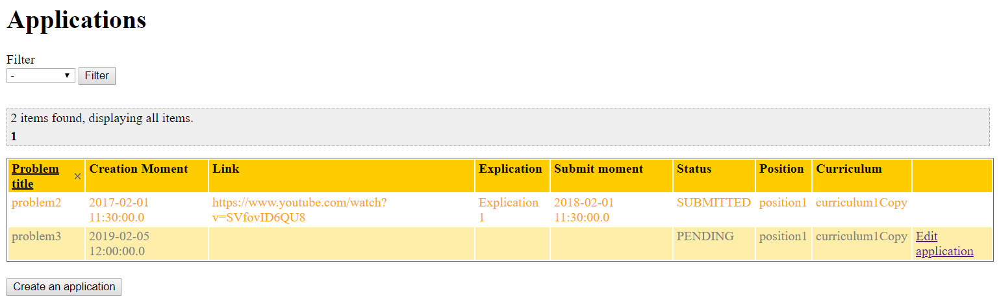 Applications
Filter
- Filter
2 items found, displaying all items.
1
Problem title Creation Moment Link Explication Submit moment Status Position Curriculum
problem2 2017-02-01 11:30:00.0 https://www.youtube.com/watch?v=SVfovID6QU8 Explication 1 2018-02-01 11:30:00.0 SUBMITTED position1 curriculum1Copy
problem3 2019-02-05 12:00:00.0 PENDING position1 curriculum1Copy Edit application
Create an application